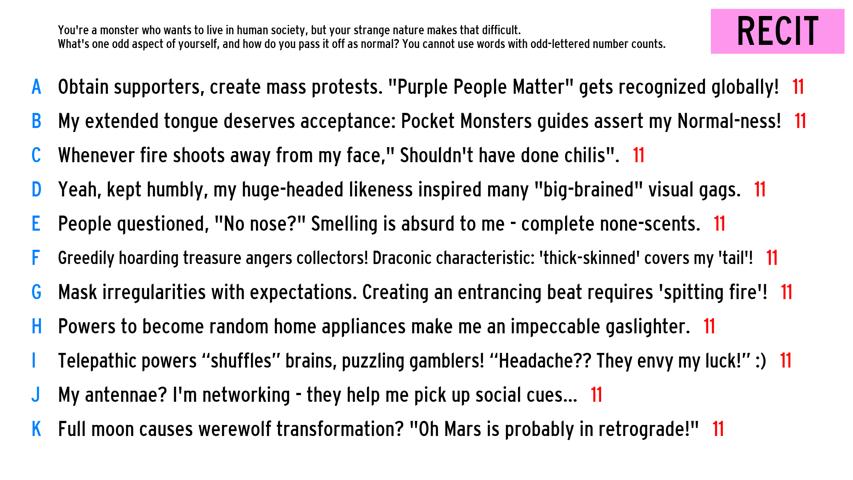 You're a monster who wants to live in human society, but your strange nature makes that difficult.
What's one odd aspect of yourself, and how do you pass it off as normal? You cannot use words with odd-lettered number counts.
RECIT
A Obtain supporters, create mass protests. "Purple People Matter" gets recognized globally! 11
B My extended tongue deserves acceptance: Pocket Monsters guides assert my Normal-ness! 11
C Whenever fire shoots away from my face," Shouldn't have done chilis". 11
D Yeah, kept humbly, my huge-headed likeness inspired many "big-brained" visual gags. 11
E People questioned, "No nose?" Smelling is absurd to me - complete none-scents. 11
F Greedily hoarding treasure angers collectors! Draconic characteristic: 'thick-skinned' covers my 'tail'! 11
G Mask irregularities with expectations. Creating an entrancing beat requires 'spitting fire'! 11
H Powers to become random home appliances make me an impeccable gaslighter. 11
I Telepathic powers “shuffles” brains, puzzling gamblers! “Headache?? They envy my luck!” :) 11
J My antennae? I'm networking - they help me pick up social cues... 11
K Full moon causes werewolf transformation? "Oh Mars is probably in retrograde!" 11